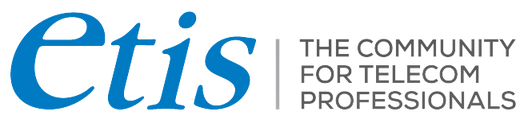 etis
THE COMMUNITY
FOR TELECOM
PROFESSIONALS